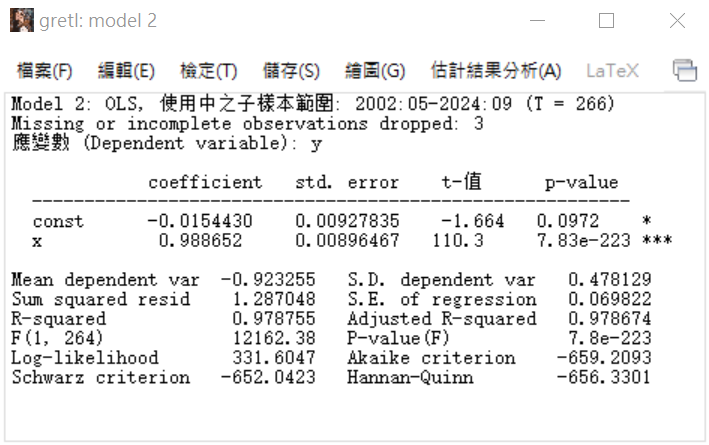 gretl: model 2
檔案(F) 編輯(E) 檢定(T) 儲存(S) 繪圖(G) 估計結果分析(A) LaTeX
Model 2: OLS, 使用中之子樣本範圍: 2002:05-2024:09 (T = 266)
Missing or incomplete observations dropped: 3
應變數 (Dependent variable): y
coefficient std. error t-值 p-value
-----------------------------------------------------------
const -0.0154430 0.00927835 -1.664 0.0972 *
x 0.988652 0.00896467 110.3 7.83e-223 ***
Mean dependent var -0.923255 S.D. dependent var 0.478129
Sum squared resid 1.287048 S.E. of regression 0.069822
R-squared 0.978755 Adjusted R-squared 0.978674
F(1, 264) 12162.38 P-value(F) 7.8e-223
Log-likelihood 331.6047 Akaike criterion -659.2093
Schwarz criterion -652.0423 Hannan-Quinn -656.3301